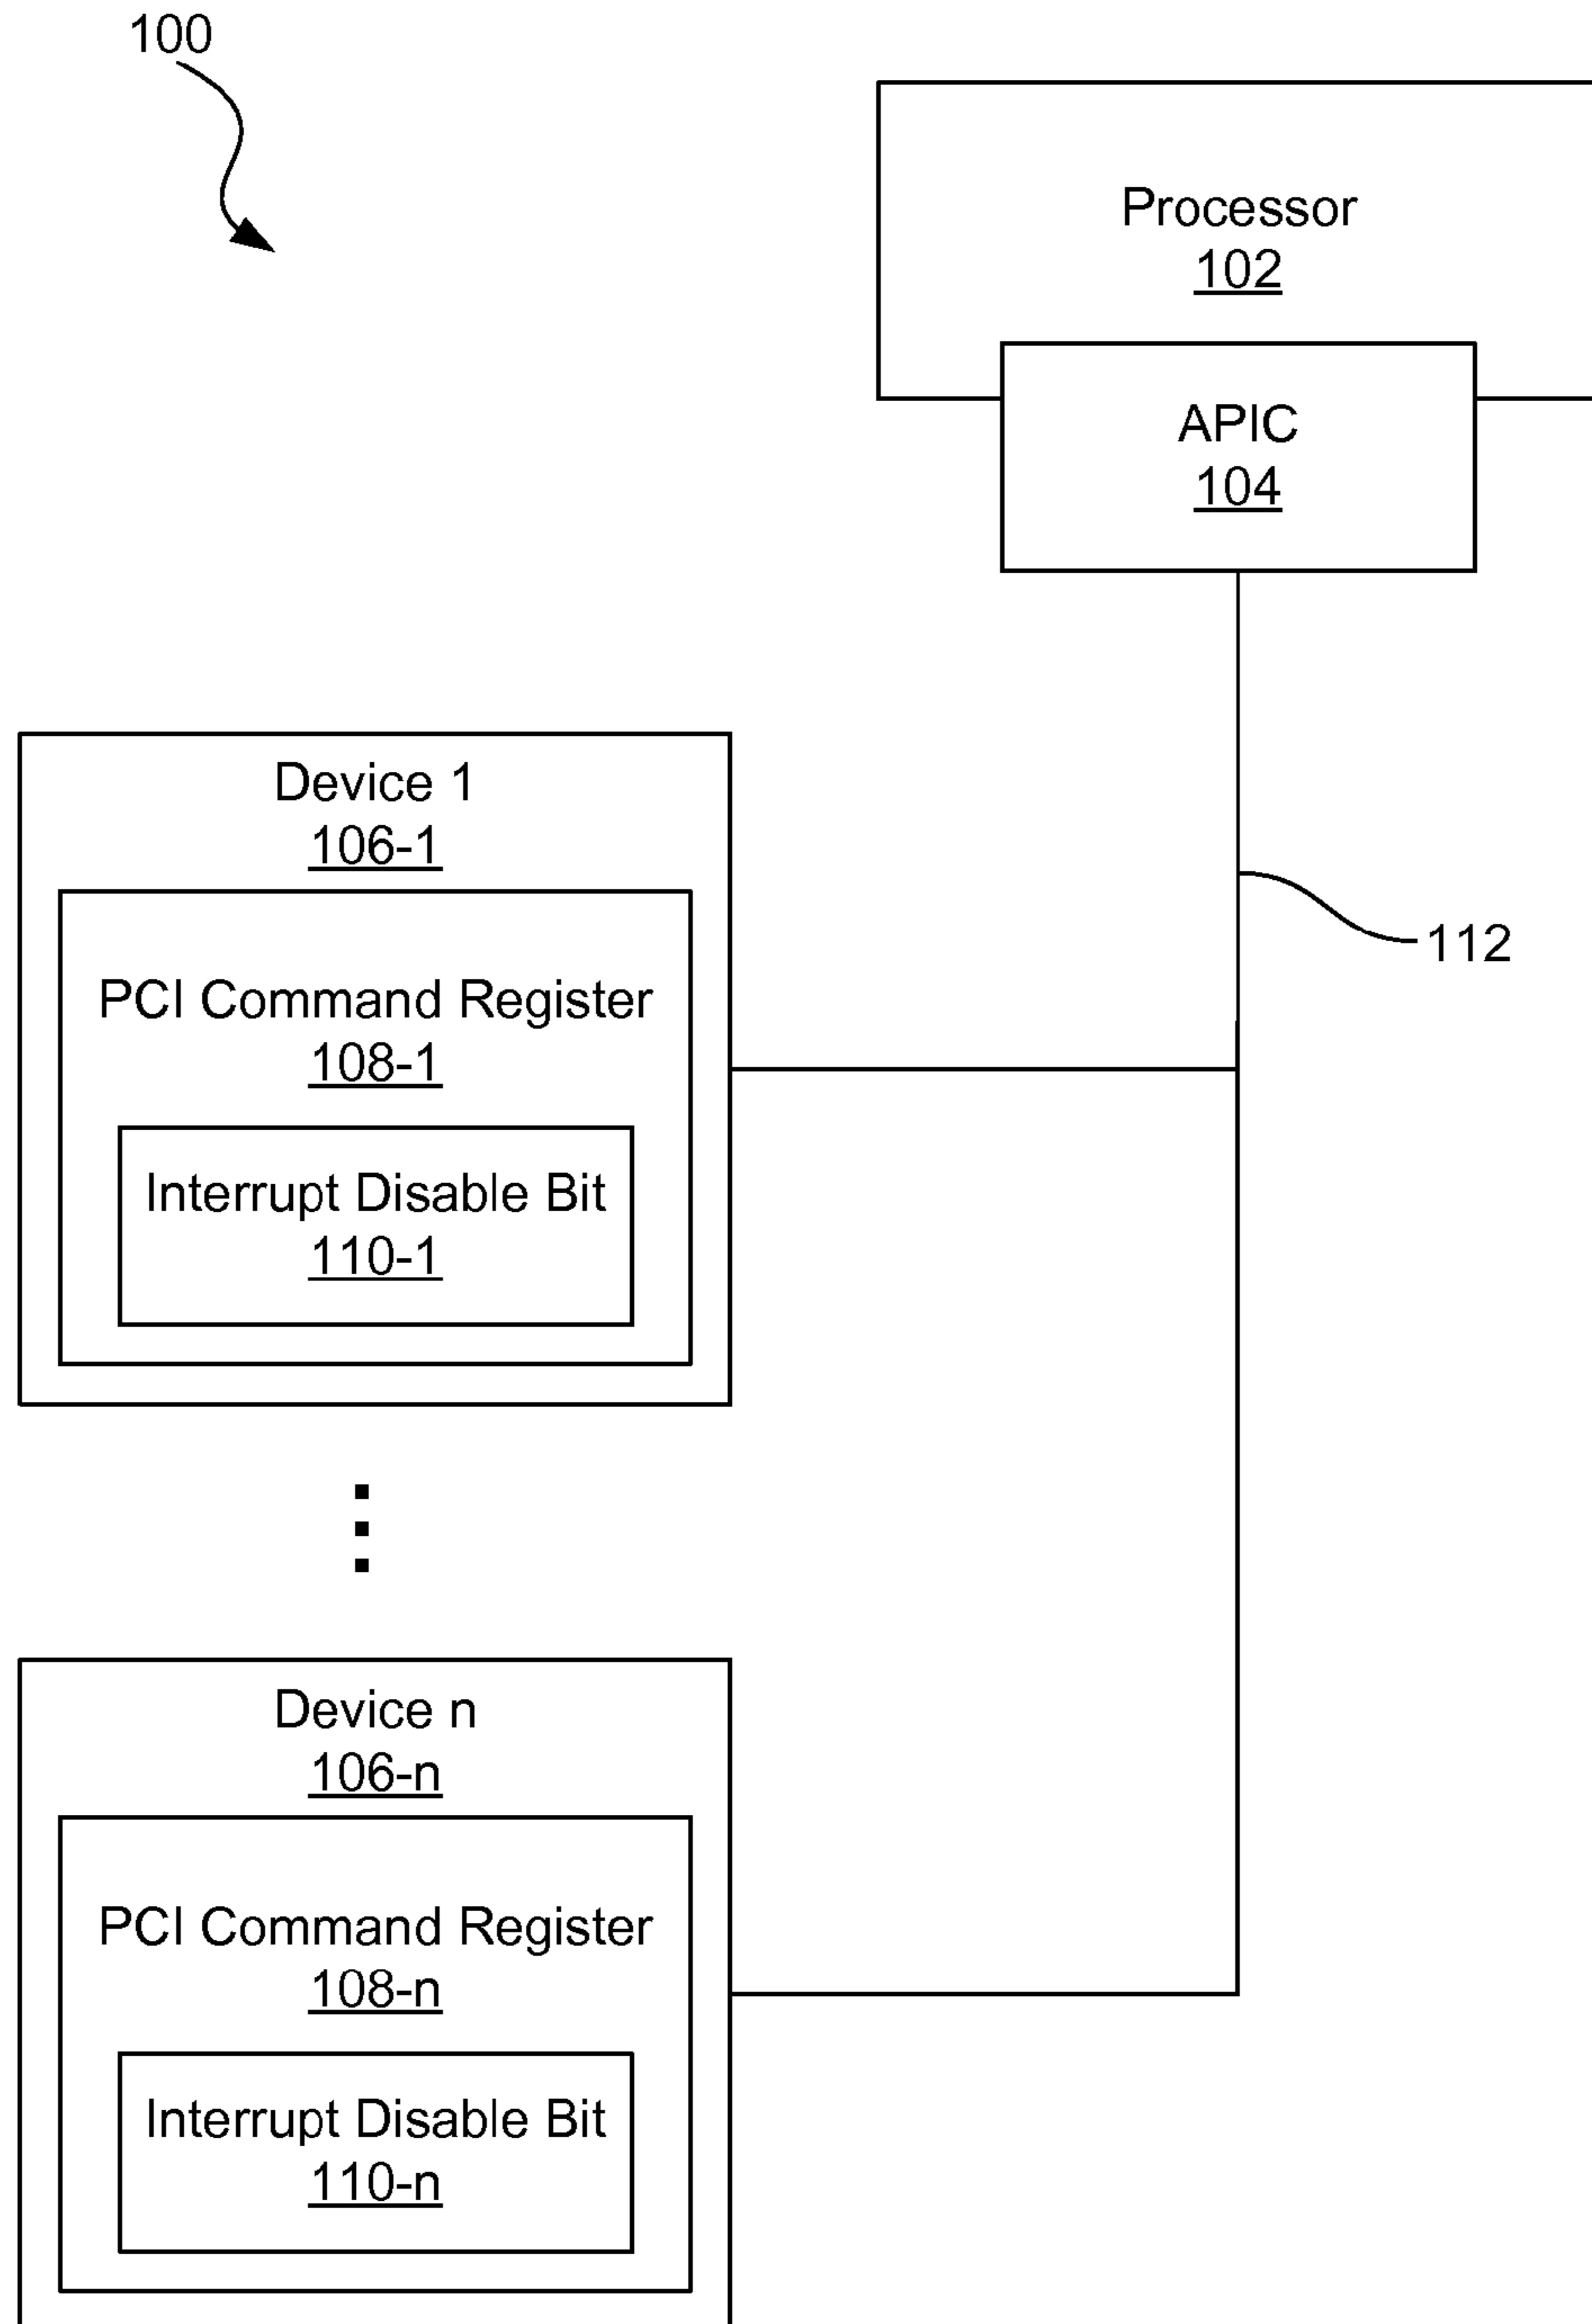 100
Processor
102
APIC
104
Device 1
106-1
PCI Command Register
108-1
Interrupt Disable Bit
110-1
112
Device n
106-n
PCI Command Register
108-n
Interrupt Disable Bit
110-n